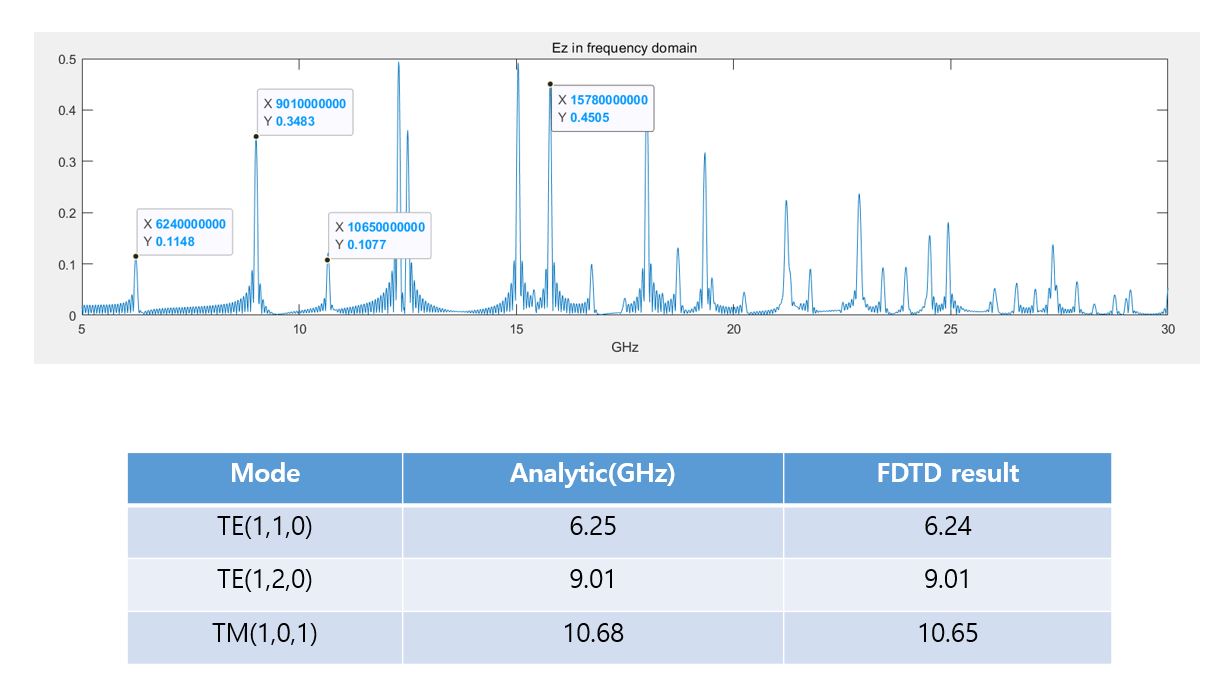 Ez in frequency domain
0.5
0.4
0.3
0.2
0.1
0
X 6240000000
Y 0.1148
X 9010000000
Y 0.3483
X 10650000000
Y 0.1077
X 15780000000
Y 0.4505
5 10 15 20 25 30
GHz
Mode Analytic(GHz) FDTD result
TE(1,1,0) 6.25 6.24
TE(1,2,0) 9.01 9.01
TM(1,0,1) 10.68 10.65